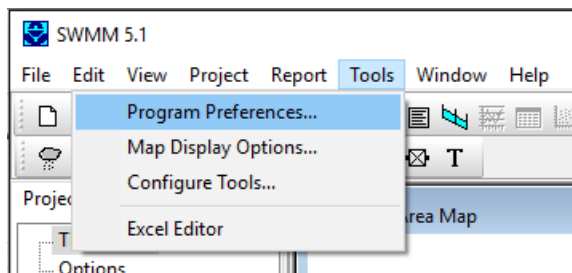 SWMM 5.1
File Edit View Project Report Tools Window Help
Program Preferences...
Map Display Options...
T
Configure Tools...
Area Map
Excel Editor
Options